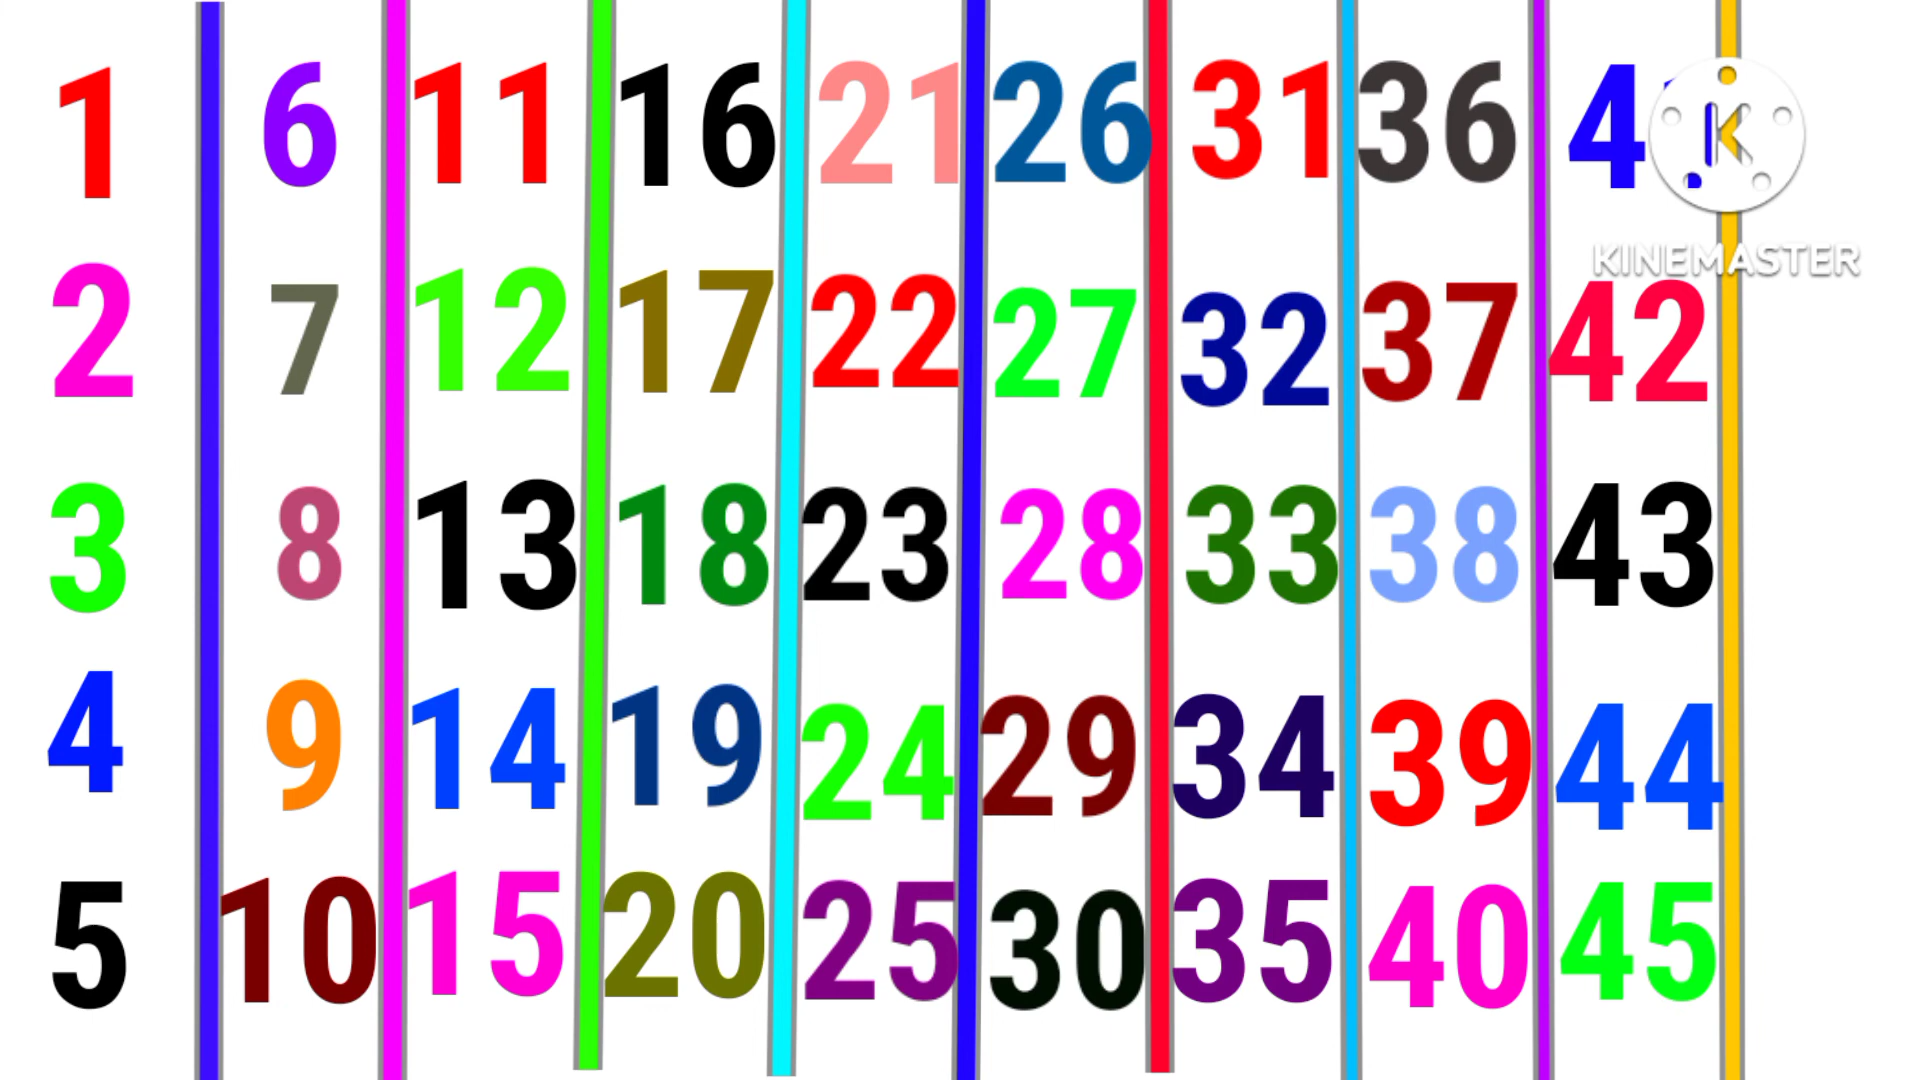 1 6 11 16 21 26 31 36
KINEMASTER
2 7 12 17 22 27 32 37 42
3 8 13 18 23 28 33 38 43
4 9 14 19 24 29 34 39 44
5 10 15 20 25 30 35 40 45